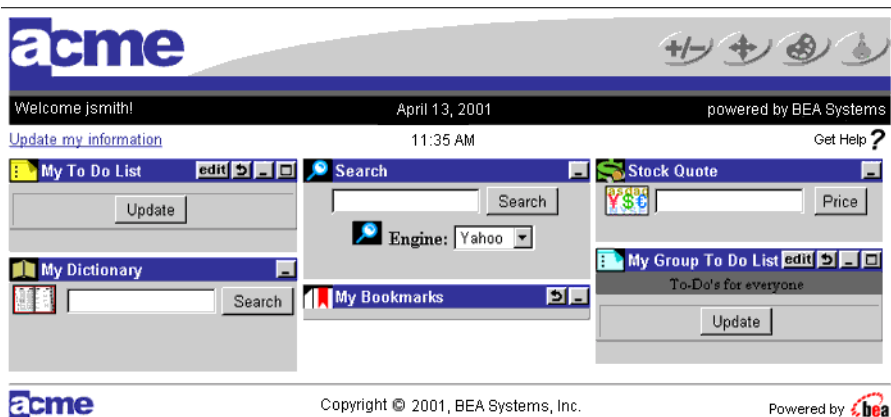 acme
+/-
Welcome jsmith! April 13, 2001 powered by BEA Systems
Update my information 11:35 AM Get Help ?
My To Do List edit
Update
My Dictionary
Search
Search
Search
Engine: Yahoo
My Bookmarks
Stock Quote
¥$€ Price
My Group To Do List edit
To-Do's for everyone
Update
acme Copyright © 2001, BEA Systems, Inc. Powered by bea